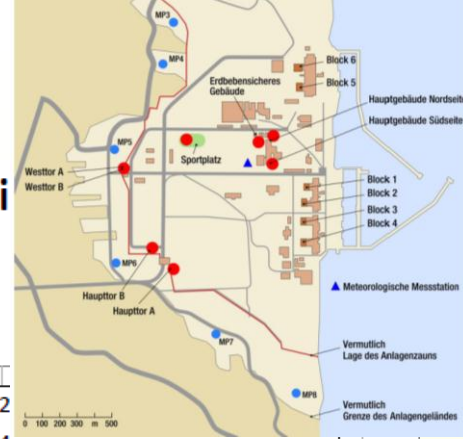 MP3
MP4
Block 6
Block 5
Erdbebensicheres
Gebäude
Hauptgebäude Nordseite
Hauptgebäude Südseite
MP5
Sportplatz
Westtor A
Westtor B
Block 1
Block 2
Block 3
Block 4
MP6
Haupttor B
Haupttor A
Meteorologische Messstation
MP7
Vermutlich
Lage des Anlagenzauns
MP8
Vermutlich
Grenze des Anlagengeländes
0 100 200 300 m 500
i
2